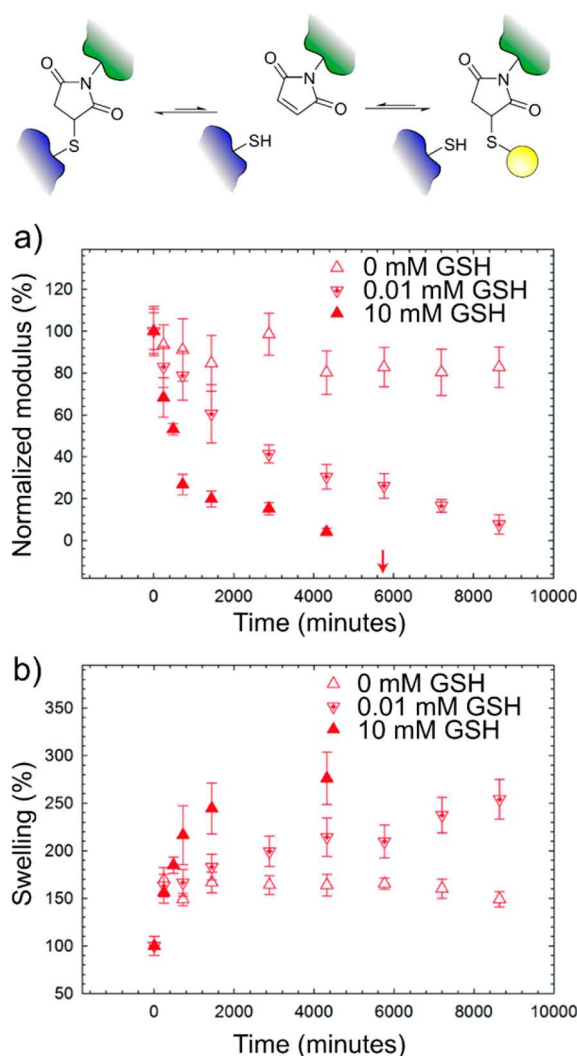 O
N
O
S
O
N
O
SH
O
N
O
SH
S
a)
0 mM GSH
0.01 mM GSH
10 mM GSH
Normalized modulus (%)
120
100
80
60
40
20
0
0 2000 4000 6000 8000 10000
Time (minutes)
b)
0 mM GSH
0.01 mM GSH
10 mM GSH
Swelling (%)
350
300
250
200
150
100
50
0 2000 4000 6000 8000 10000
Time (minutes)